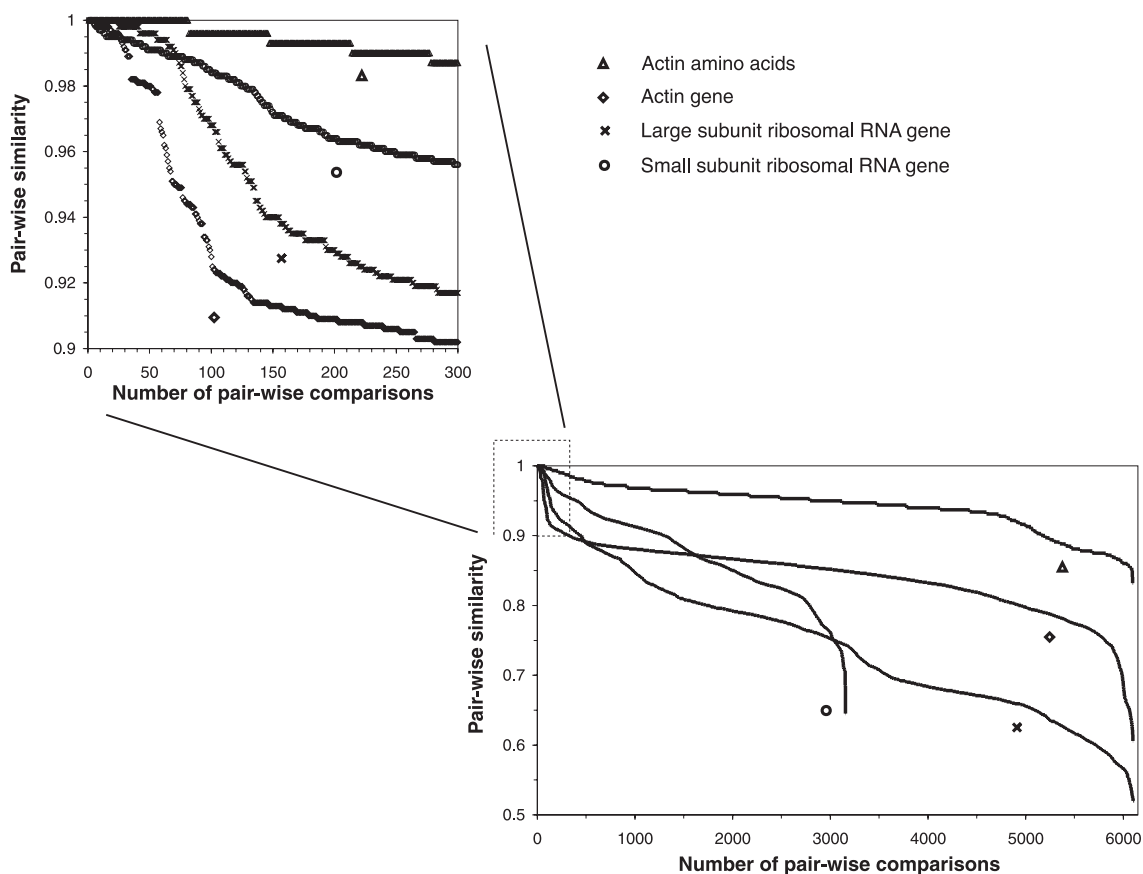 1
0.98
0.96
0.94
0.92
0.9
Pair-wise similarity
0 50 100 150 200 250 300
Number of pair-wise comparisons
Actin amino acids
Actin gene
Large subunit ribosomal RNA gene
Small subunit ribosomal RNA gene
1
0.9
0.8
0.7
0.6
0.5
Pair-wise similarity
0 1000 2000 3000 4000 5000 6000
Number of pair-wise comparisons